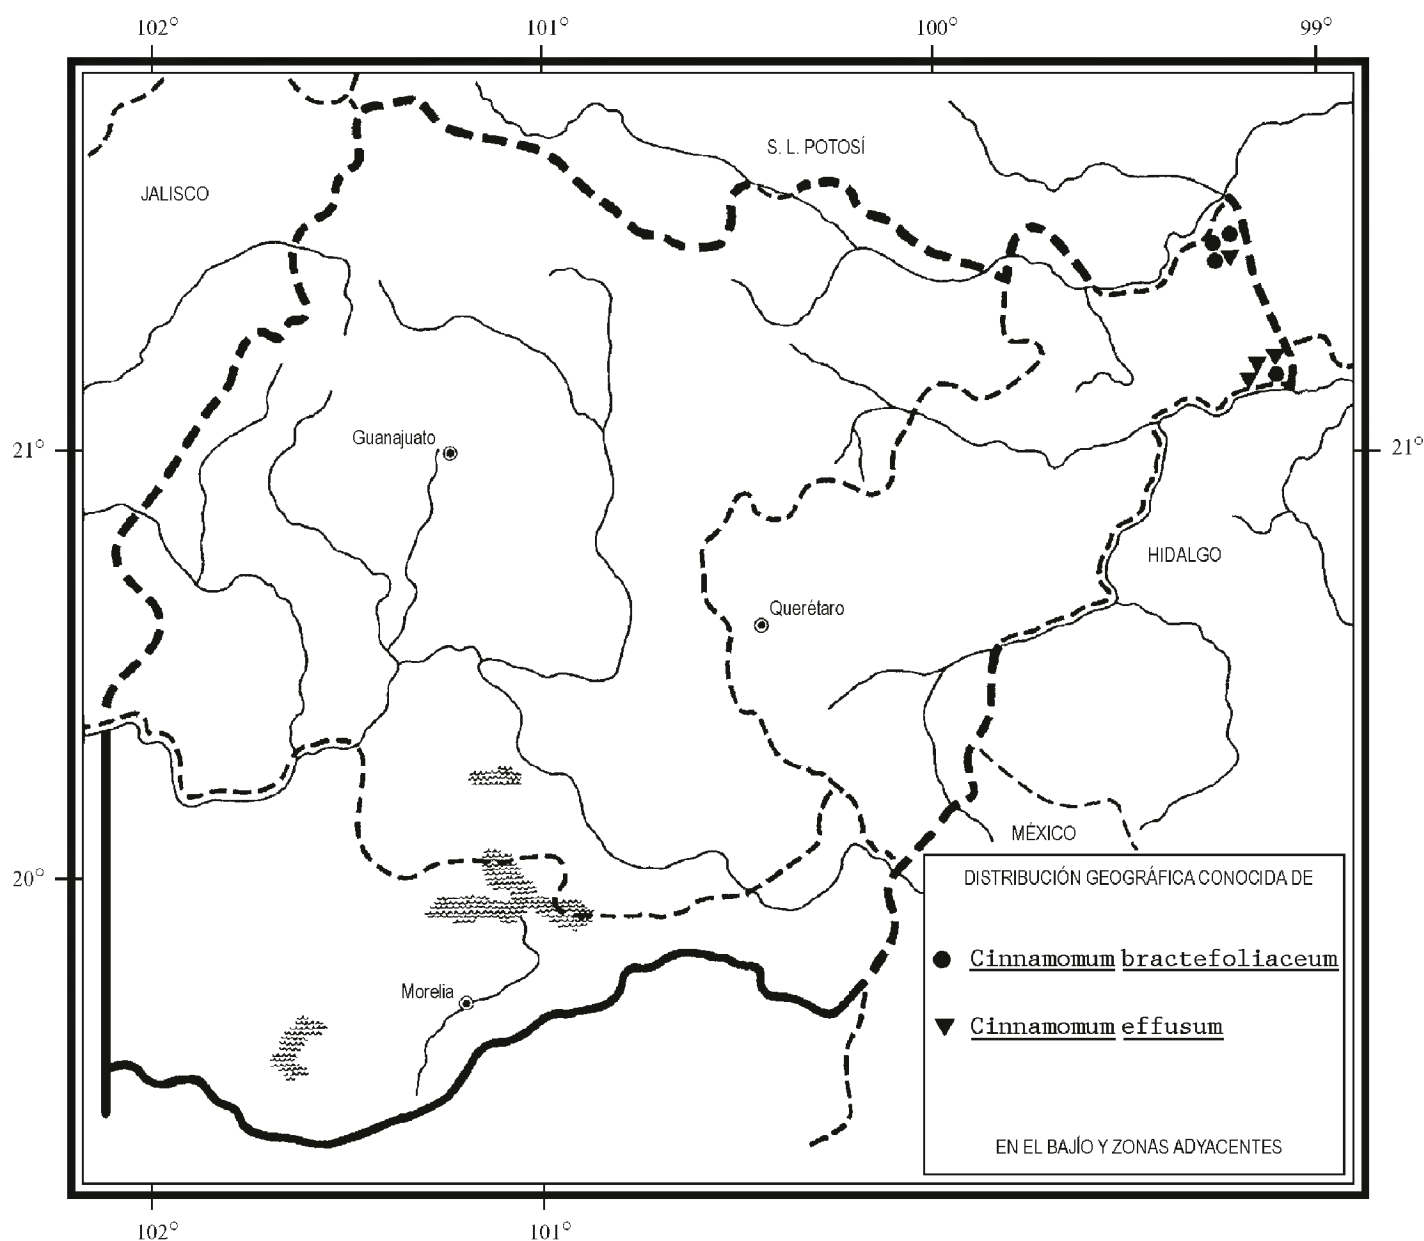 102° 101° 100° 99°
S. L. POTOSÍ
JALISCO
Guanajuato
21° 21°
HIDALGO
Querétaro
MÉXICO
20°
DISTRIBUCIÓN GEOGRÁFICA CONOCIDA DE
Cinnamomum bractefoliaceum
Morelia
Cinnamomum effusum
EN EL BAJÍO Y ZONAS ADYACENTES
102° 101°